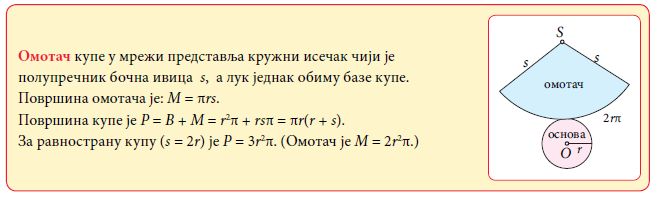 Омотач купе у мрежи представља кружни исечак чији је
полупречник бочна ивица s, а лук једнак обиму базе купе.
Површина омотача је: M = πrs.
Површина купе је P = B + M = r²π + rsπ = πr(r + s).
За равнострану купу (s = 2r) је P = 3r²π. (Омотач је M = 2r²π.)
S
s
s
омотач
2rπ
основа
O
r